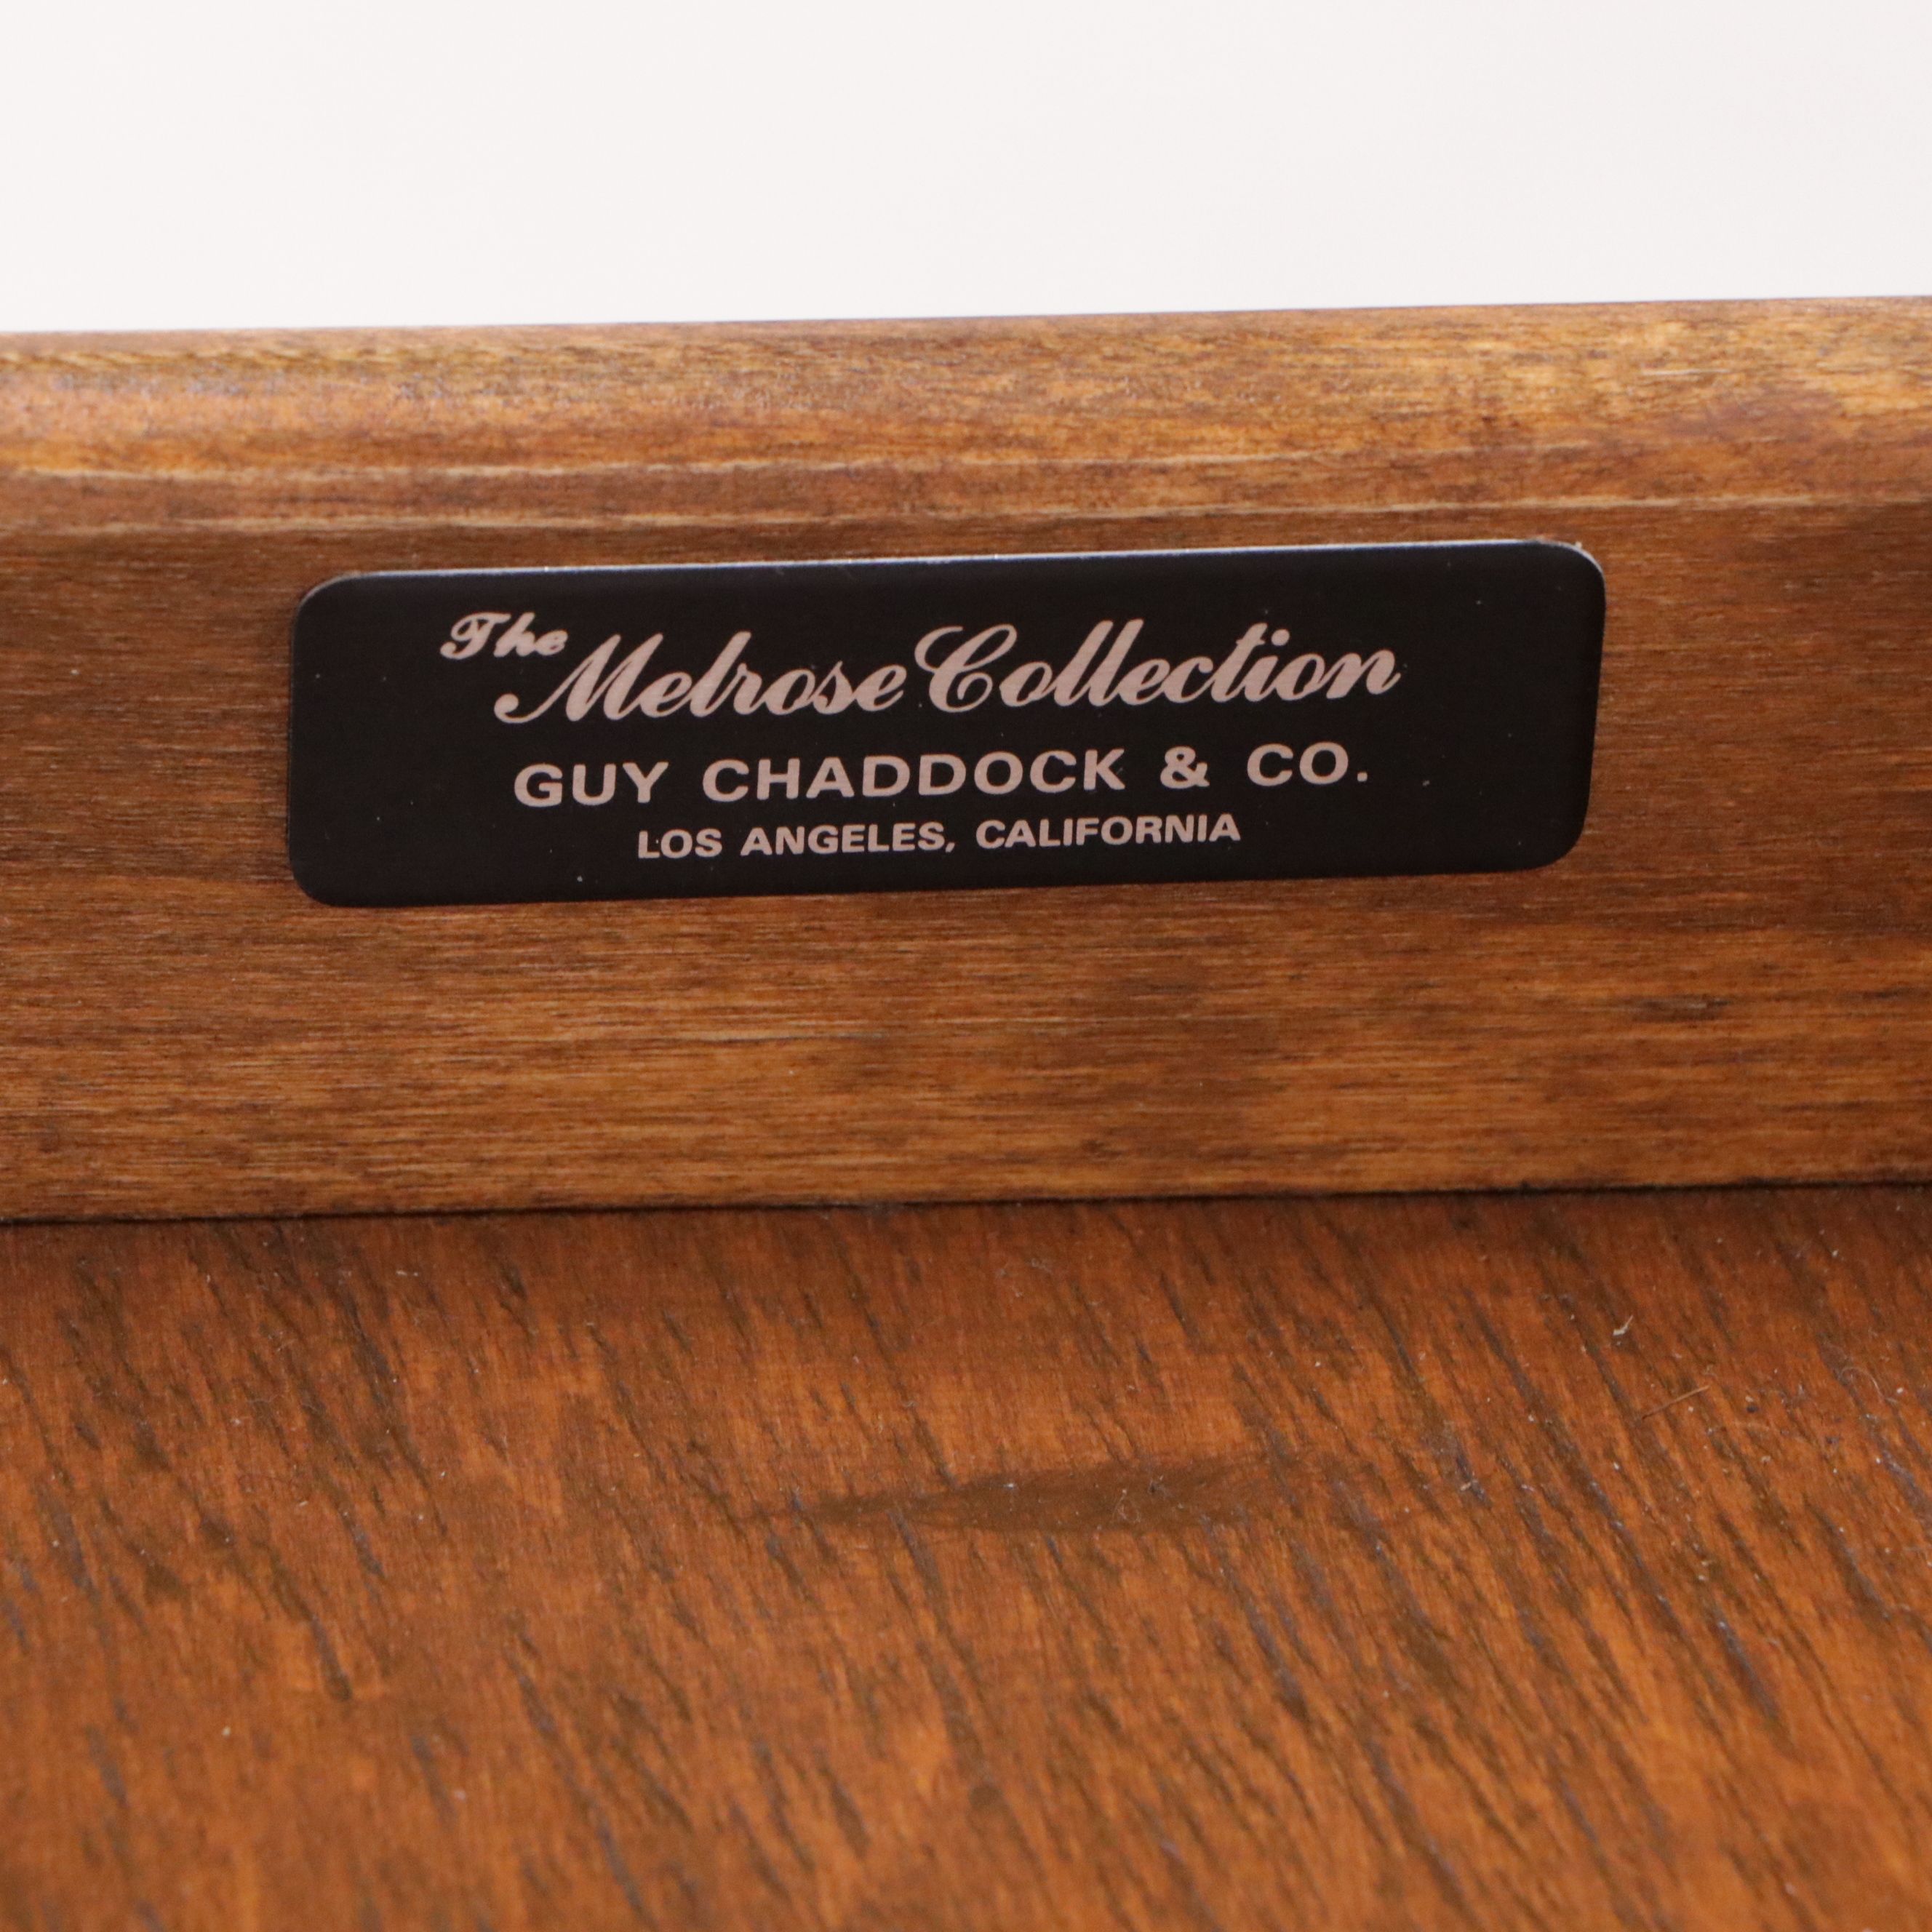 The Melrose Collection
GUY CHADDOCK & CO.
LOS ANGELES, CALIFORNIA